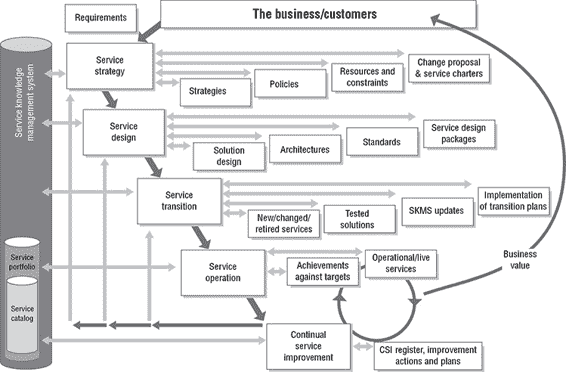 Requirements
The business/customers
Service knowledge
management system
Service
strategy
Strategies
Policies
Resources and
constraints
Change proposal
& service charters
Service
design
Solution
design
Architectures
Standards
Service design
packages
Service
transition
New/changed/
retired services
Tested
solutions
SKMS updates
Implementation
of transition plans
Service
portfolio
Service
catalog
Service
operation
Achievements
against targets
Operational/live
services
Business
value
Continual
service
improvement
CSI register, improvement
actions and plans